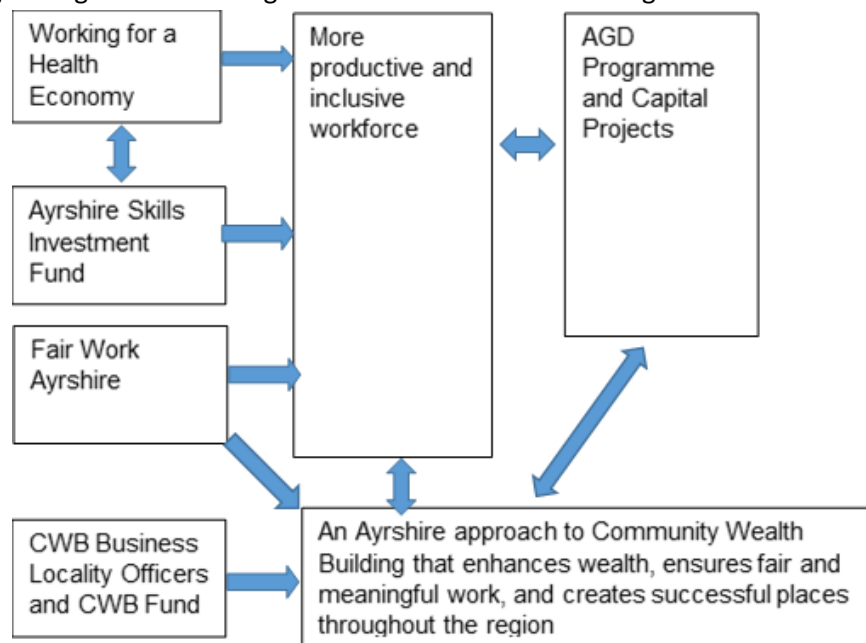 Working for a
Health
Economy
More
productive and
inclusive
workforce
AGD
Programme
and Capital
Projects
Ayrshire Skills
Investment
Fund
Fair Work
Ayrshire
CWB Business
Locality Officers
and CWB Fund
An Ayrshire approach to Community Wealth
Building that enhances wealth, ensures fair and
meaningful work, and creates successful places
throughout the region